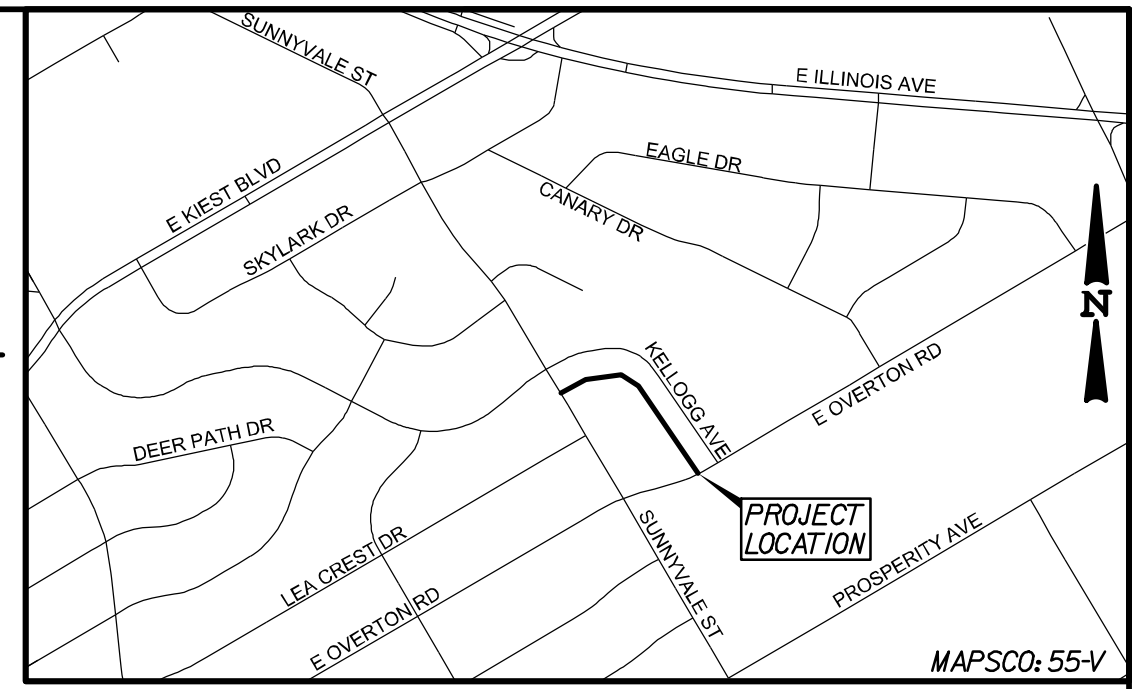 SUNNYVALE ST
E ILLINOIS AVE
EAGLE DR
E KIEST BLVD
CANARY DR
SKYLARK DR
N
KELLOGG AVE
E OVERTON RD
DEER PATH DR
PROJECT
LOCATION
SUNNYVALE ST
PROSPERITY AVE
LEA CREST DR
E OVERTON RD
MAPSCO: 55-V